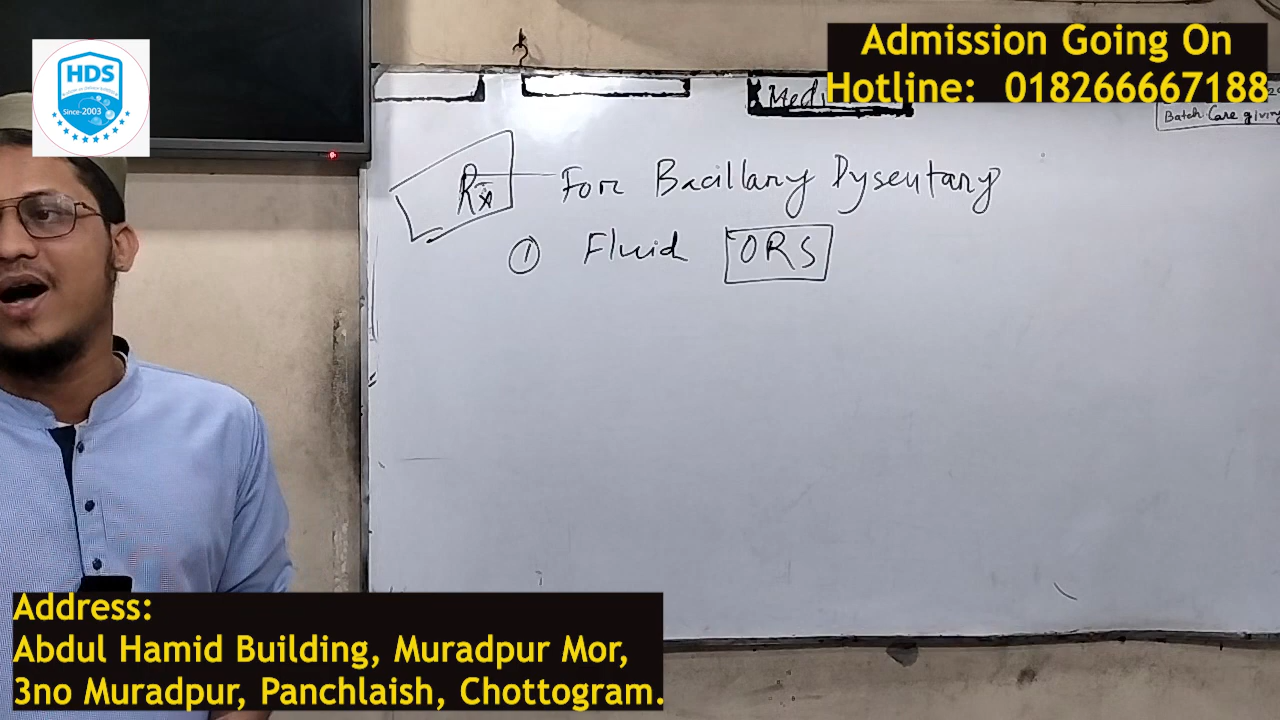 HDS
Since-2003
Admission Going On
Hotline: 018266667188
Batch Care giving
Rx For Bacillary Dysentary
① Fluid ORS
Address:
Abdul Hamid Building, Muradpur Mor,
3no Muradpur, Panchlaish, Chottogram.